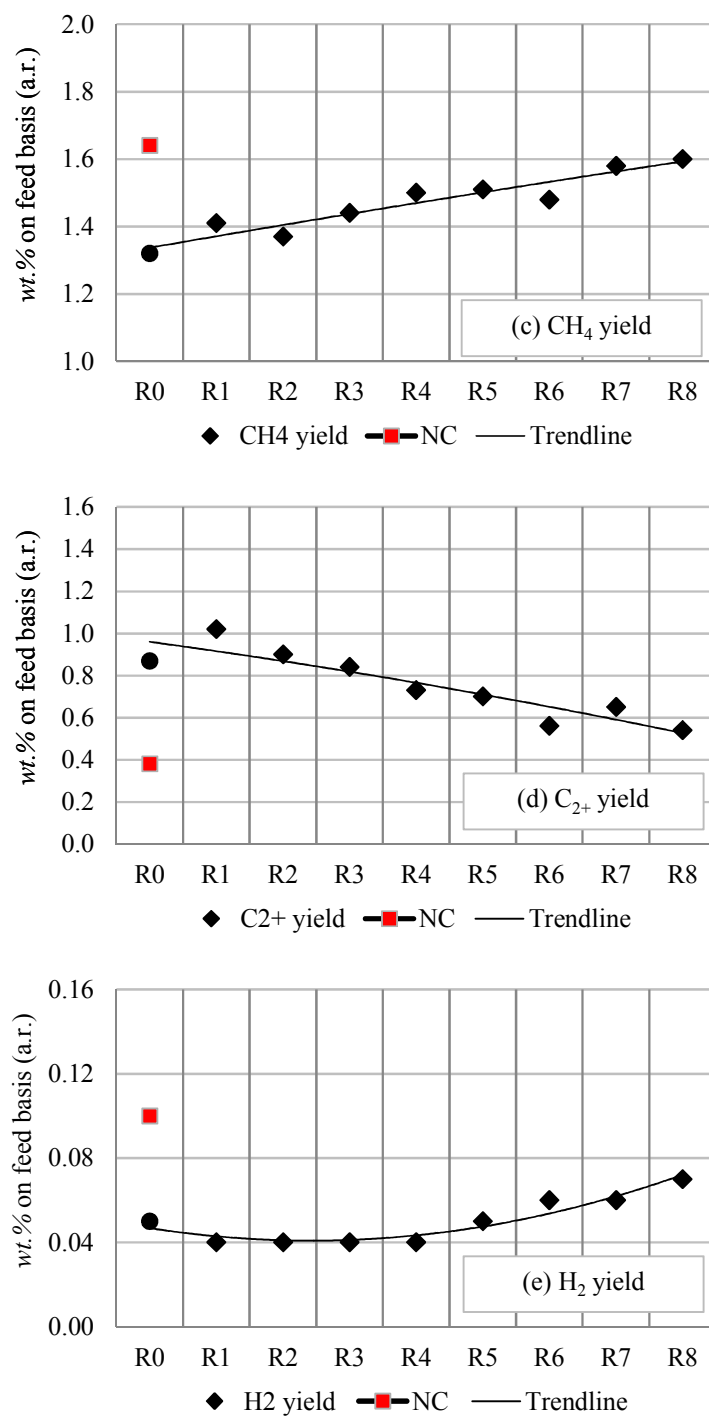 wt.% on feed basis (a.r.)
2.0
1.8
1.6
1.4
1.2
1.0
(c) CH₄ yield
R0 R1 R2 R3 R4 R5 R6 R7 R8
CH4 yield NC Trendline
wt.% on feed basis (a.r.)
1.6
1.4
1.2
1.0
0.8
0.6
0.4
0.2
0.0
(d) C₂₊ yield
R0 R1 R2 R3 R4 R5 R6 R7 R8
C2+ yield NC Trendline
wt.% on feed basis (a.r.)
0.16
0.12
0.08
0.04
0.00
(e) H₂ yield
R0 R1 R2 R3 R4 R5 R6 R7 R8
H2 yield NC Trendline